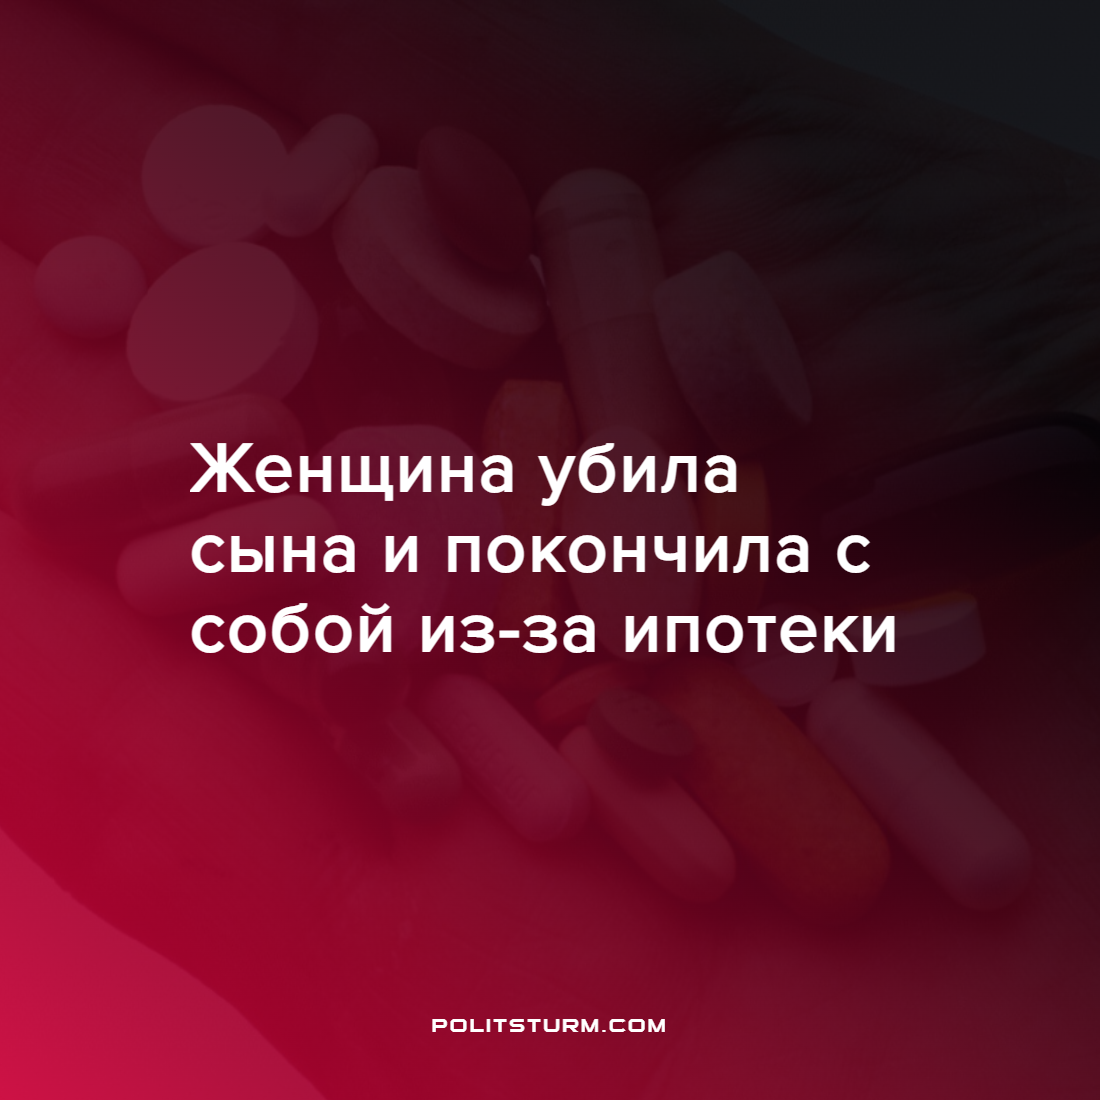 Женщина убила
сына и покончила с
собой из-за ипотеки
POLITSTURM.COM